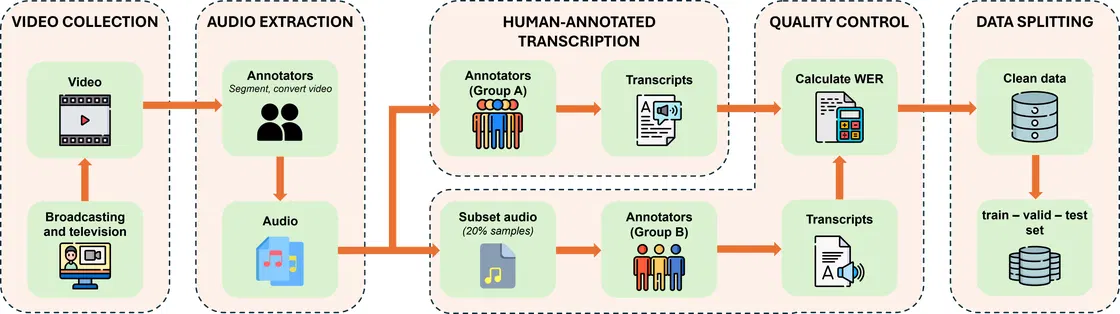 VIDEO COLLECTION
Video
Broadcasting
and television
AUDIO EXTRACTION
Annotators
Segment, convert video
Audio
HUMAN-ANNOTATED
TRANSCRIPTION
Annotators
(Group A)
Transcripts
QUALITY CONTROL
Calculate WER
Subset audio
(20% samples)
Annotators
(Group B)
Transcripts
DATA SPLITTING
Clean data
train – valid – test
set